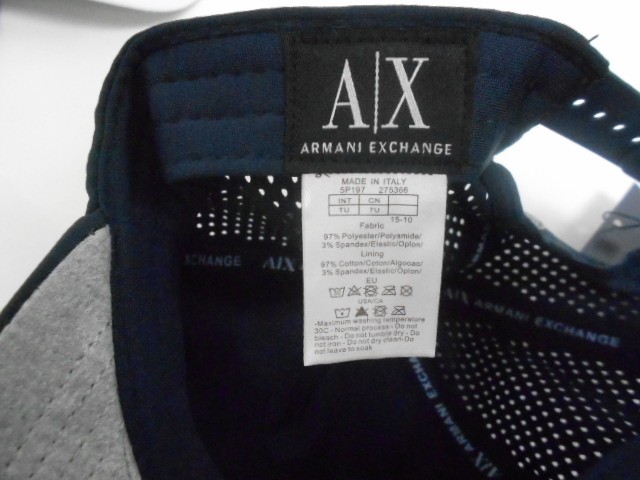 A|X
ARMANI EXCHANGE
MADE IN ITALY
5P197 275366
INT CN
TU TU
15-10
Fabric
97% Polyester/Polyamide/
3% Spandex/Elastic/Oplon/
Lining
97% Cotton/Coton/Algooao/
3% Spandex/Elastic/Oplon/
EU
USA/CA
-Maximum washing temperature
30C - Normal process - Do not
bleach - Do not tumble dry - Do
not iron - Do not dry clean-Do
not leave to soak
XCHANGE A|X
A|X ARMANI EXCHANGE
A|X ARMANI EXCHAN